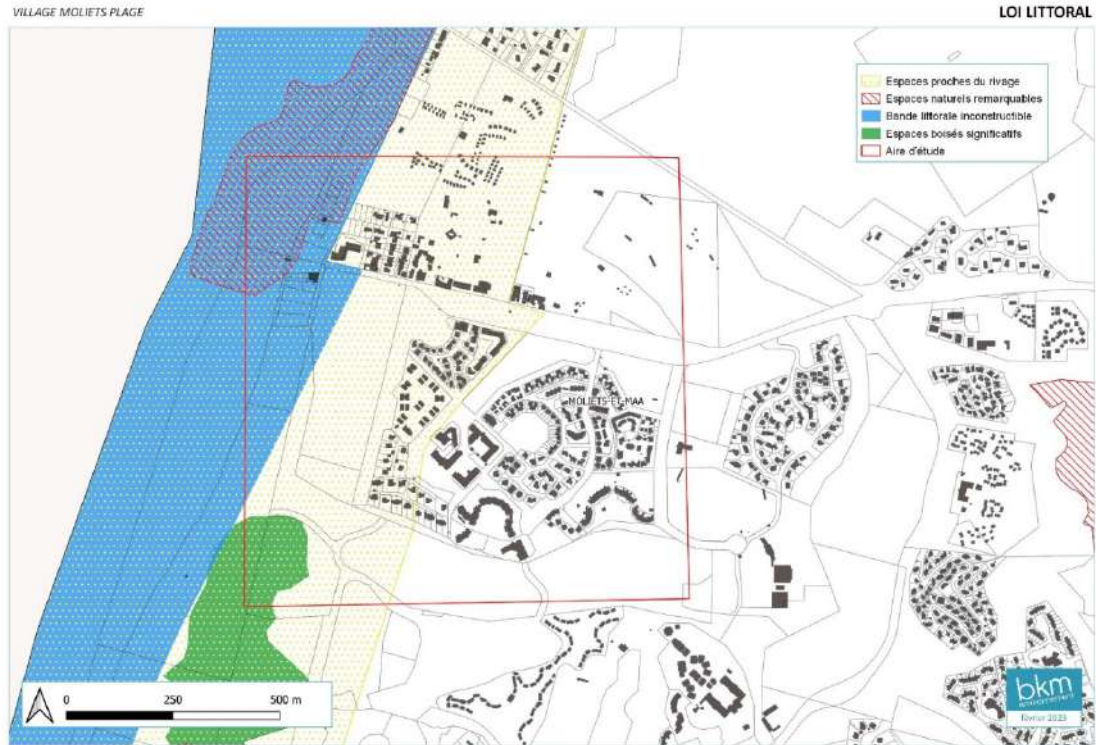 VILLAGE MOLIETS PLAGE
LOI LITTORAL
Espaces proches du rivage
Espaces naturels remarquables
Bande littorale inconstructible
Espaces boisés significatifs
Aire d'étude
MOLIETS-ET-MAA
0 250 500 m
bkm
environnement
février 2023